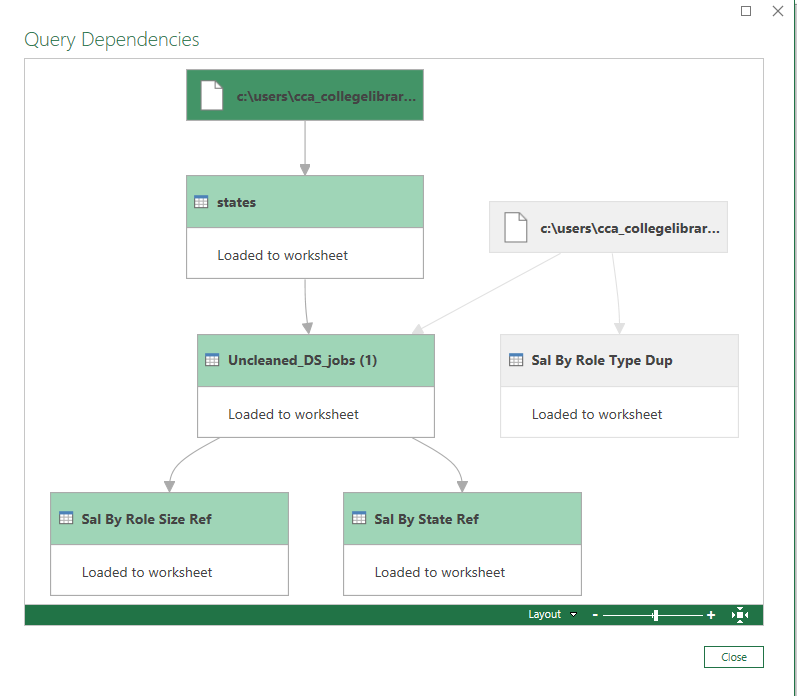 Query Dependencies
c:\users\cca_collegelibrar...
states
Loaded to worksheet
c:\users\cca_collegelibrar...
Uncleaned_DS_jobs (1)
Loaded to worksheet
Sal By Role Type Dup
Loaded to worksheet
Sal By Role Size Ref
Loaded to worksheet
Sal By State Ref
Loaded to worksheet
Layout
Close